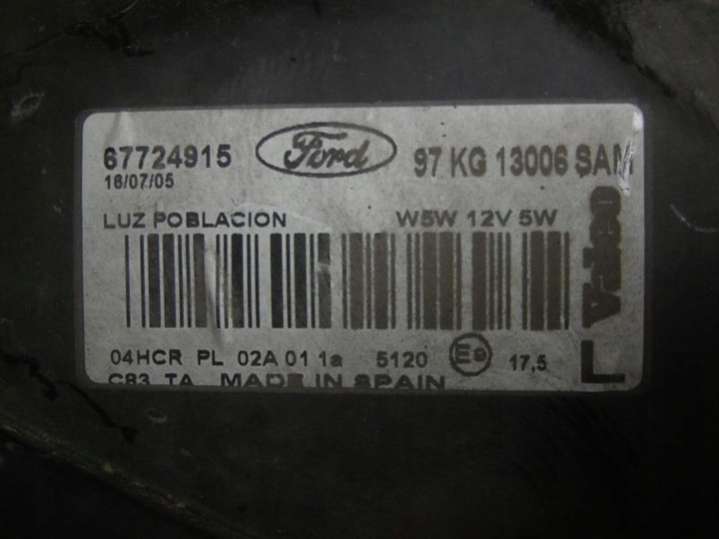 67724915 Ford 97 KG 13006 SAM
16/07/05
LUZ POBLACION W5W 12V 5W
Valeo
04HCR PL 02A 01 1a 5120 E9 17,5
C83 TA MADE IN SPAIN
L